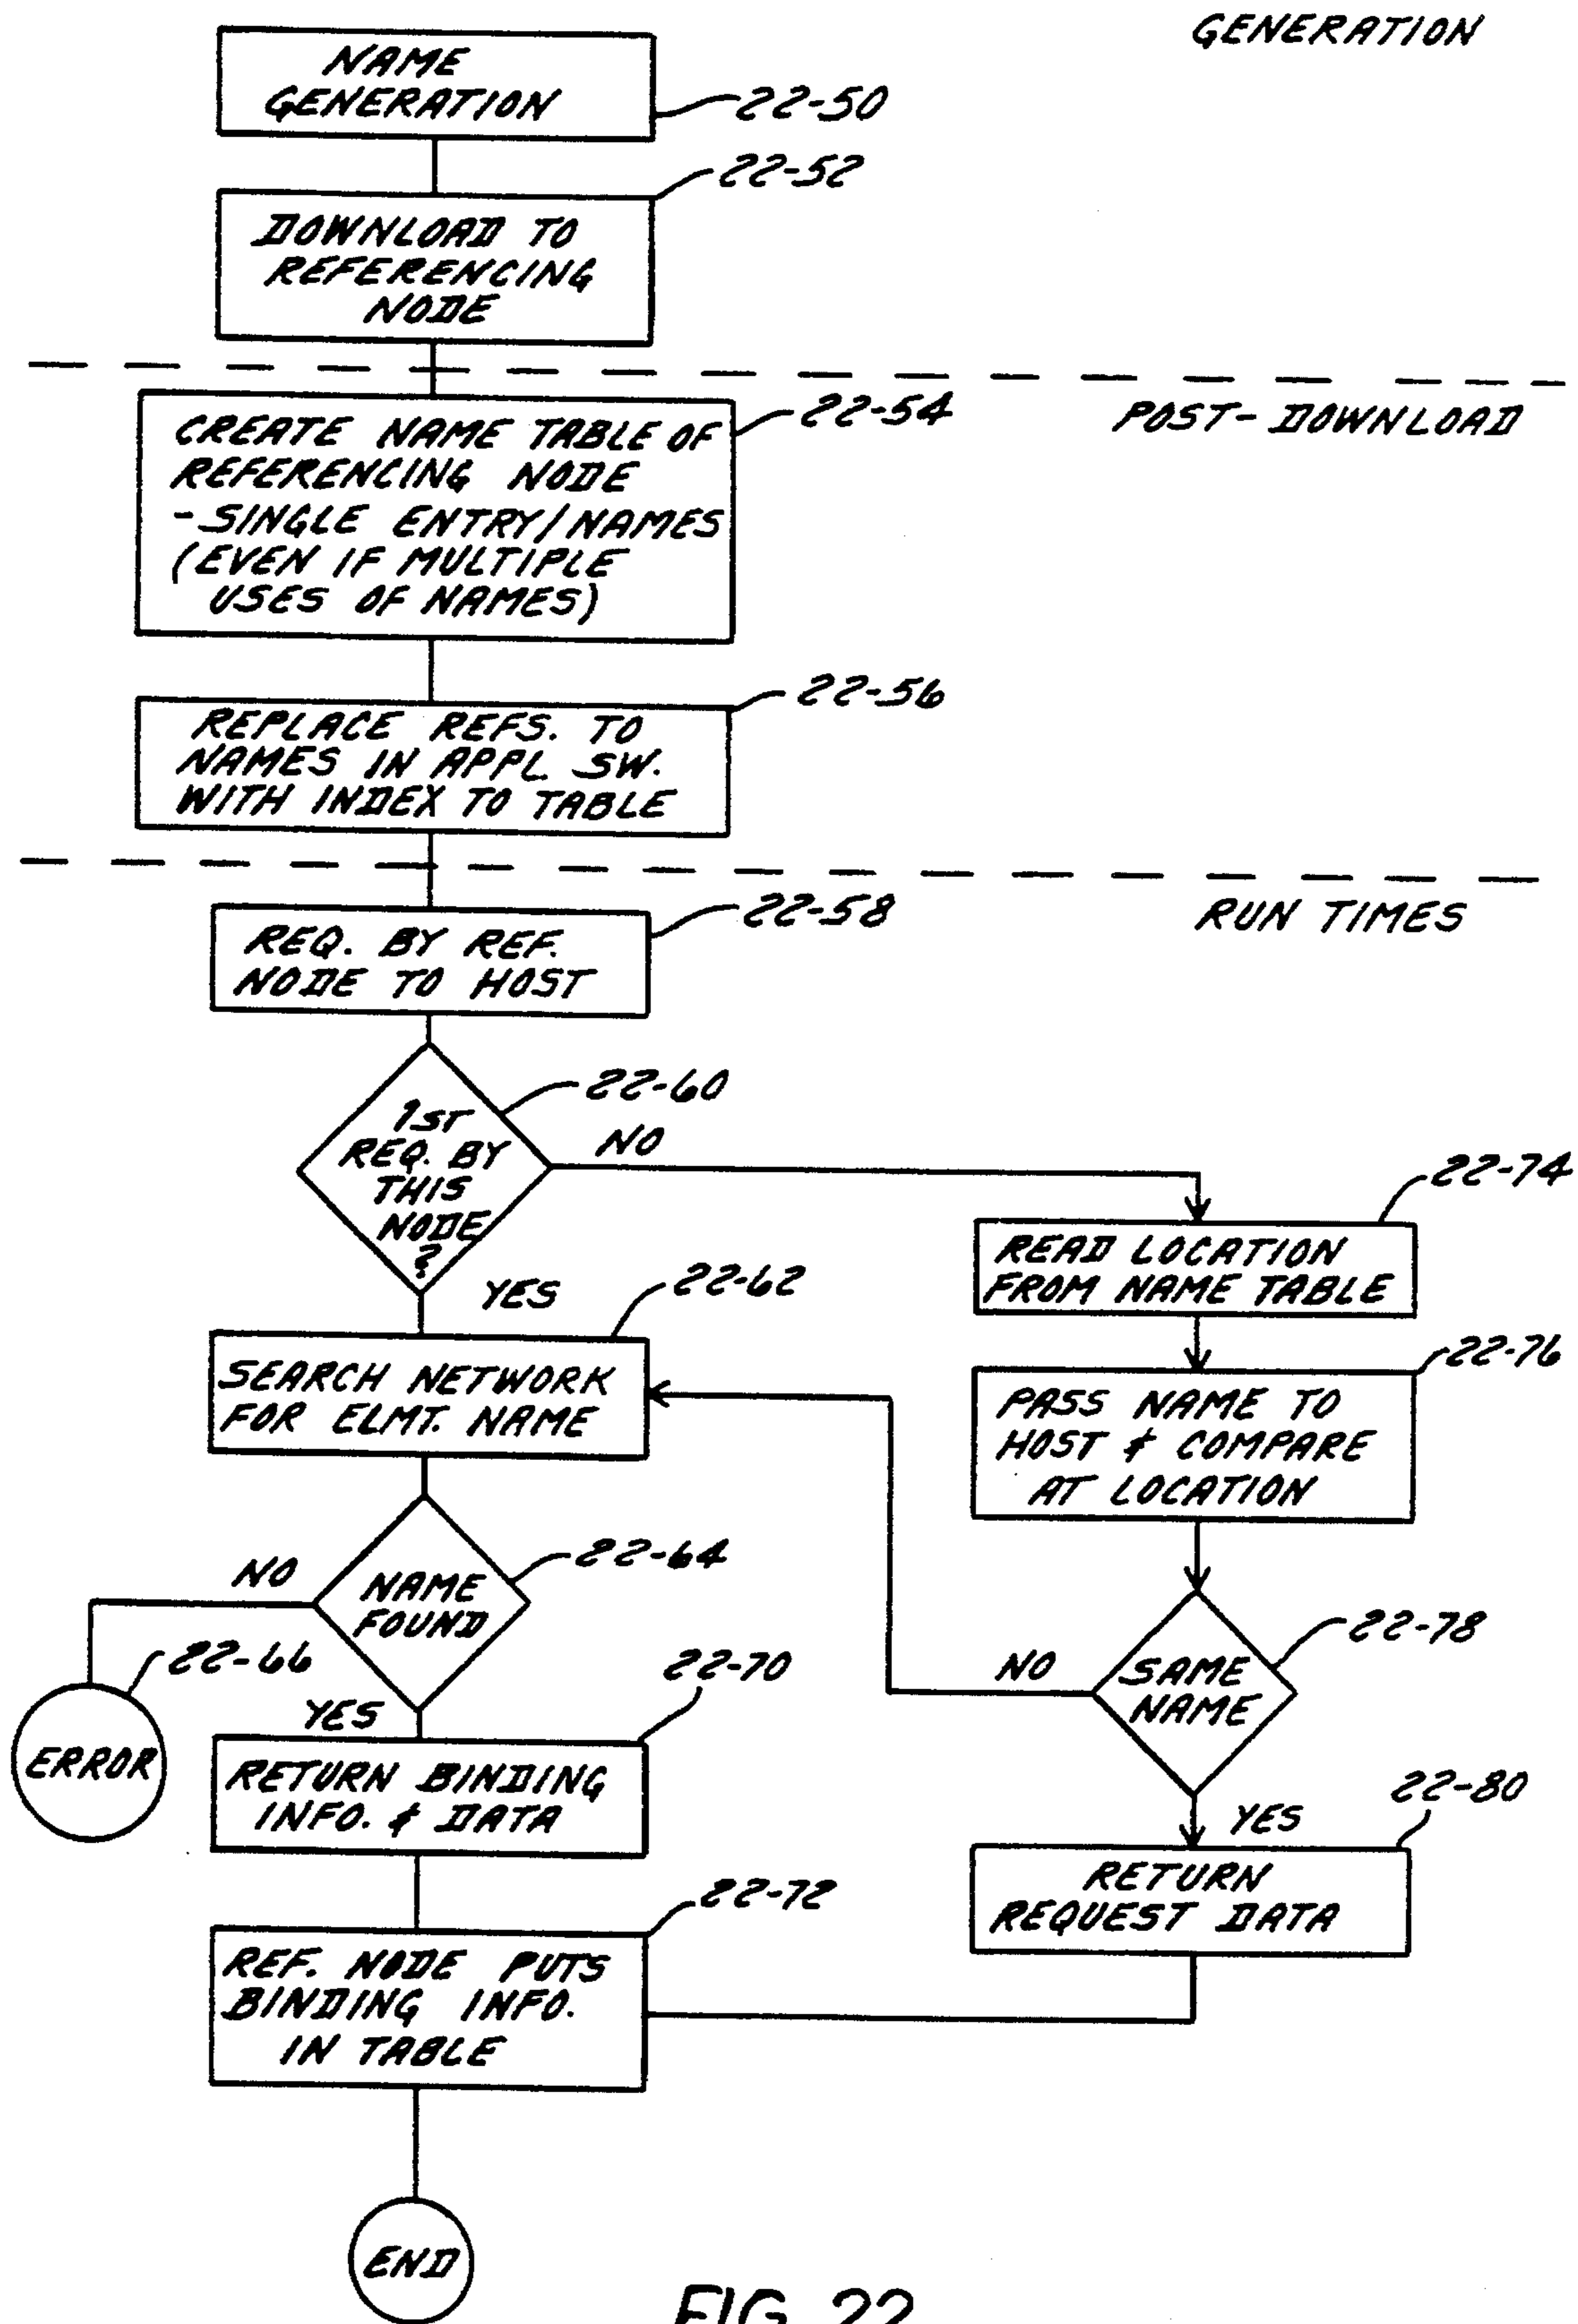 GENERATION
NAME
GENERATION
22-50
22-52
DOWNLOAD TO
REFERENCING
NODE
POST-DOWNLOAD
22-54
CREATE NAME TABLE OF
REFERENCING NODE
-SINGLE ENTRY/NAMES
(EVEN IF MULTIPLE
USES OF NAMES)
22-56
REPLACE REFS. TO
NAMES IN APPL. SW.
WITH INDEX TO TABLE
RUN TIMES
22-58
REQ. BY REF.
NODE TO HOST
22-60
1ST
REQ. BY
THIS
NODE
?
NO
YES
22-74
READ LOCATION
FROM NAME TABLE
22-62
SEARCH NETWORK
FOR ELMT. NAME
22-76
PASS NAME TO
HOST & COMPARE
AT LOCATION
22-64
NAME
FOUND
NO
22-66
ERROR
YES
22-78
SAME
NAME
NO
YES
22-70
RETURN BINDING
INFO. & DATA
22-80
RETURN
REQUEST DATA
22-72
REF. NODE PUTS
BINDING INFO.
IN TABLE
END
FIG. 22